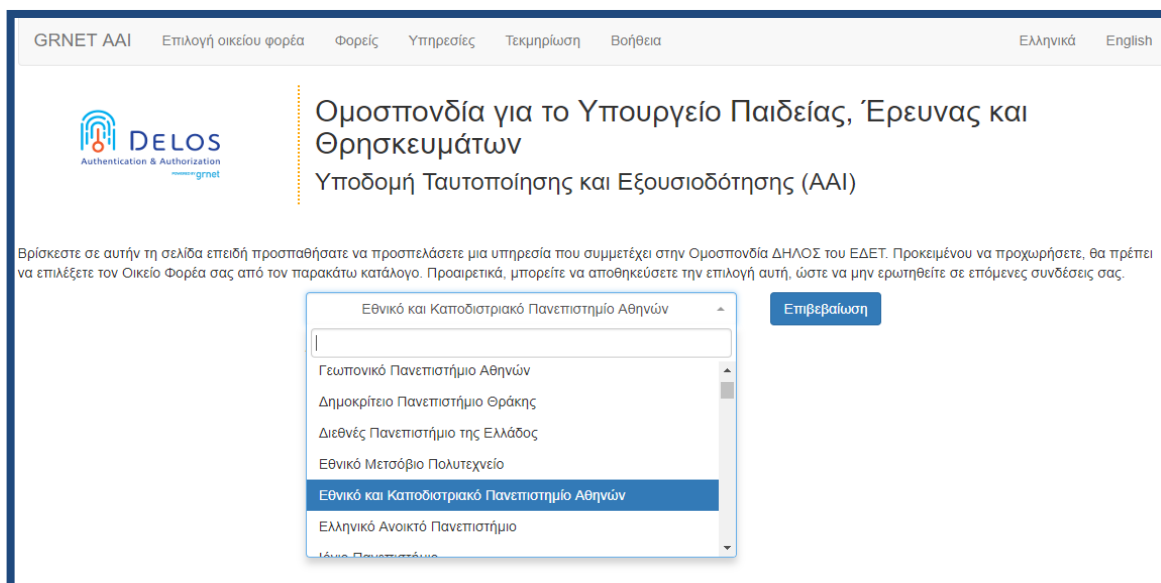 GRNET AAI Επιλογή οικείου φορέα Φορείς Υπηρεσίες Τεκμηρίωση Βοήθεια Ελληνικά English
DELOS
Authentication & Authorization
POWERED BY grnet
Ομοσπονδία για το Υπουργείο Παιδείας, Έρευνας και
Θρησκευμάτων
Υποδομή Ταυτοποίησης και Εξουσιοδότησης (ΑΑΙ)
Βρίσκεστε σε αυτήν τη σελίδα επειδή προσπαθήσατε να προσπελάσετε μια υπηρεσία που συμμετέχει στην Ομοσπονδία ΔΗΛΟΣ του ΕΔΕΤ. Προκειμένου να προχωρήσετε, θα πρέπει
να επιλέξετε τον Οικείο Φορέα σας από τον παρακάτω κατάλογο. Προαιρετικά, μπορείτε να αποθηκεύσετε την επιλογή αυτή, ώστε να μην ερωτηθείτε σε επόμενες συνδέσεις σας.
Εθνικό και Καποδιστριακό Πανεπιστημίο Αθηνών Επιβεβαίωση
Γεωπονικό Πανεπιστήμιο Αθηνών
Δημοκρίτειο Πανεπιστήμιο Θράκης
Διεθνές Πανεπιστήμιο της Ελλάδος
Εθνικό Μετσόβιο Πολυτεχνείο
Εθνικό και Καποδιστριακό Πανεπιστημίο Αθηνών
Ελληνικό Ανοικτό Πανεπιστήμιο
Ιόνιο Πανεπιστήμιο